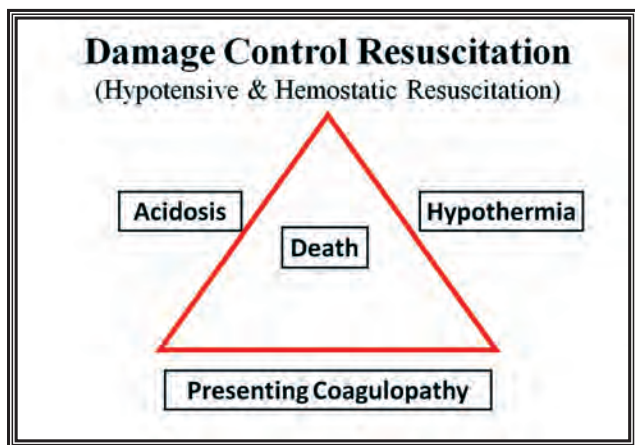 Damage Control Resuscitation
(Hypotensive & Hemostatic Resuscitation)
Acidosis
Hypothermia
Death
Presenting Coagulopathy